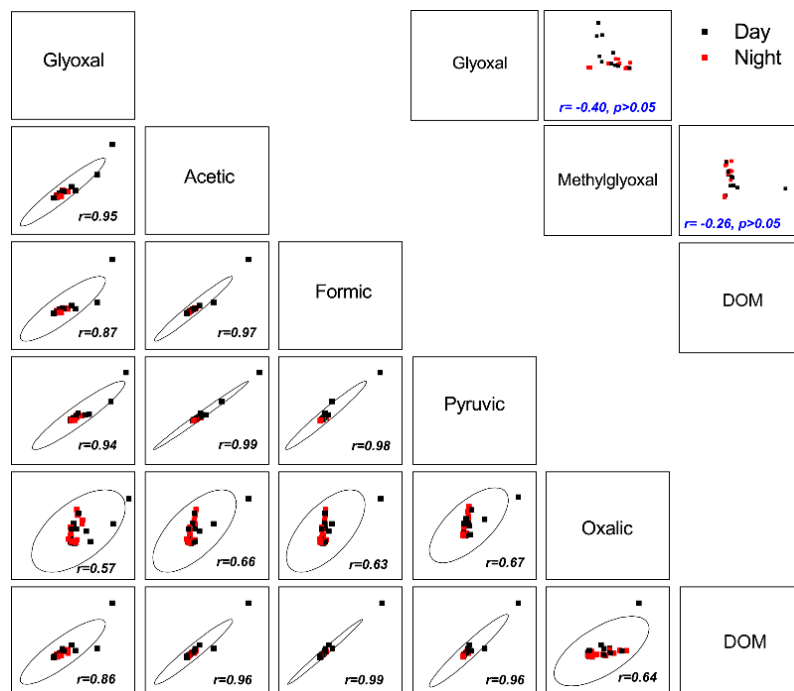 Glyoxal
Glyoxal
r= -0.40, p>0.05
Day
Night
r=0.95
Acetic
Methylglyoxal
r= -0.26, p>0.05
r=0.87
r=0.97
Formic
DOM
r=0.94
r=0.99
r=0.98
Pyruvic
r=0.57
r=0.66
r=0.63
r=0.67
Oxalic
r=0.86
r=0.96
r=0.99
r=0.96
r=0.64
DOM